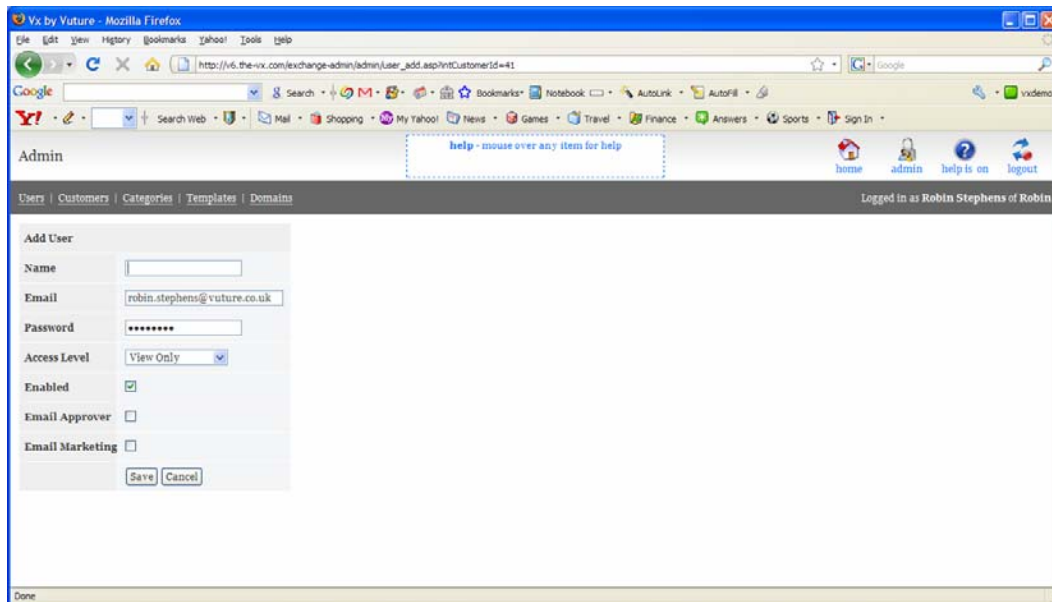 Vx by Vuture - Mozilla Firefox
File Edit View History Bookmarks Yahoo! Tools Help
http://v6.the-vx.com/exchange-admin/admin/user_add.asp?intCustomerId=41 Google
Google Search Bookmarks Notebook AutoLink AutoFill vxdemo
Y! Search Web Mail Shopping My Yahoo! News Games Travel Finance Answers Sports Sign In
Admin
help - mouse over any item for help
home admin help is on logout
Users | Customers | Categories | Templates | Domains Logged in as Robin Stephens of Robin
Add User
Name
Email robin.stephens@vuture.co.uk
Password ••••••••
Access Level View Only
Enabled
Email Approver
Email Marketing
Save Cancel
Done